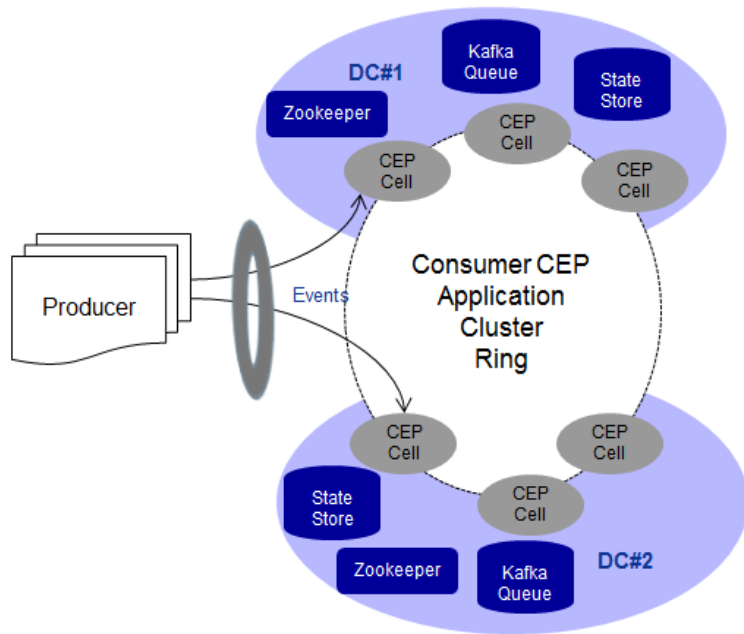 DC#1
Kafka
Queue
State
Store
Zookeeper
CEP
Cell
CEP
Cell
CEP
Cell
Producer
Events
Consumer CEP
Application
Cluster
Ring
CEP
Cell
CEP
Cell
CEP
Cell
State
Store
Zookeeper
Kafka
Queue
DC#2